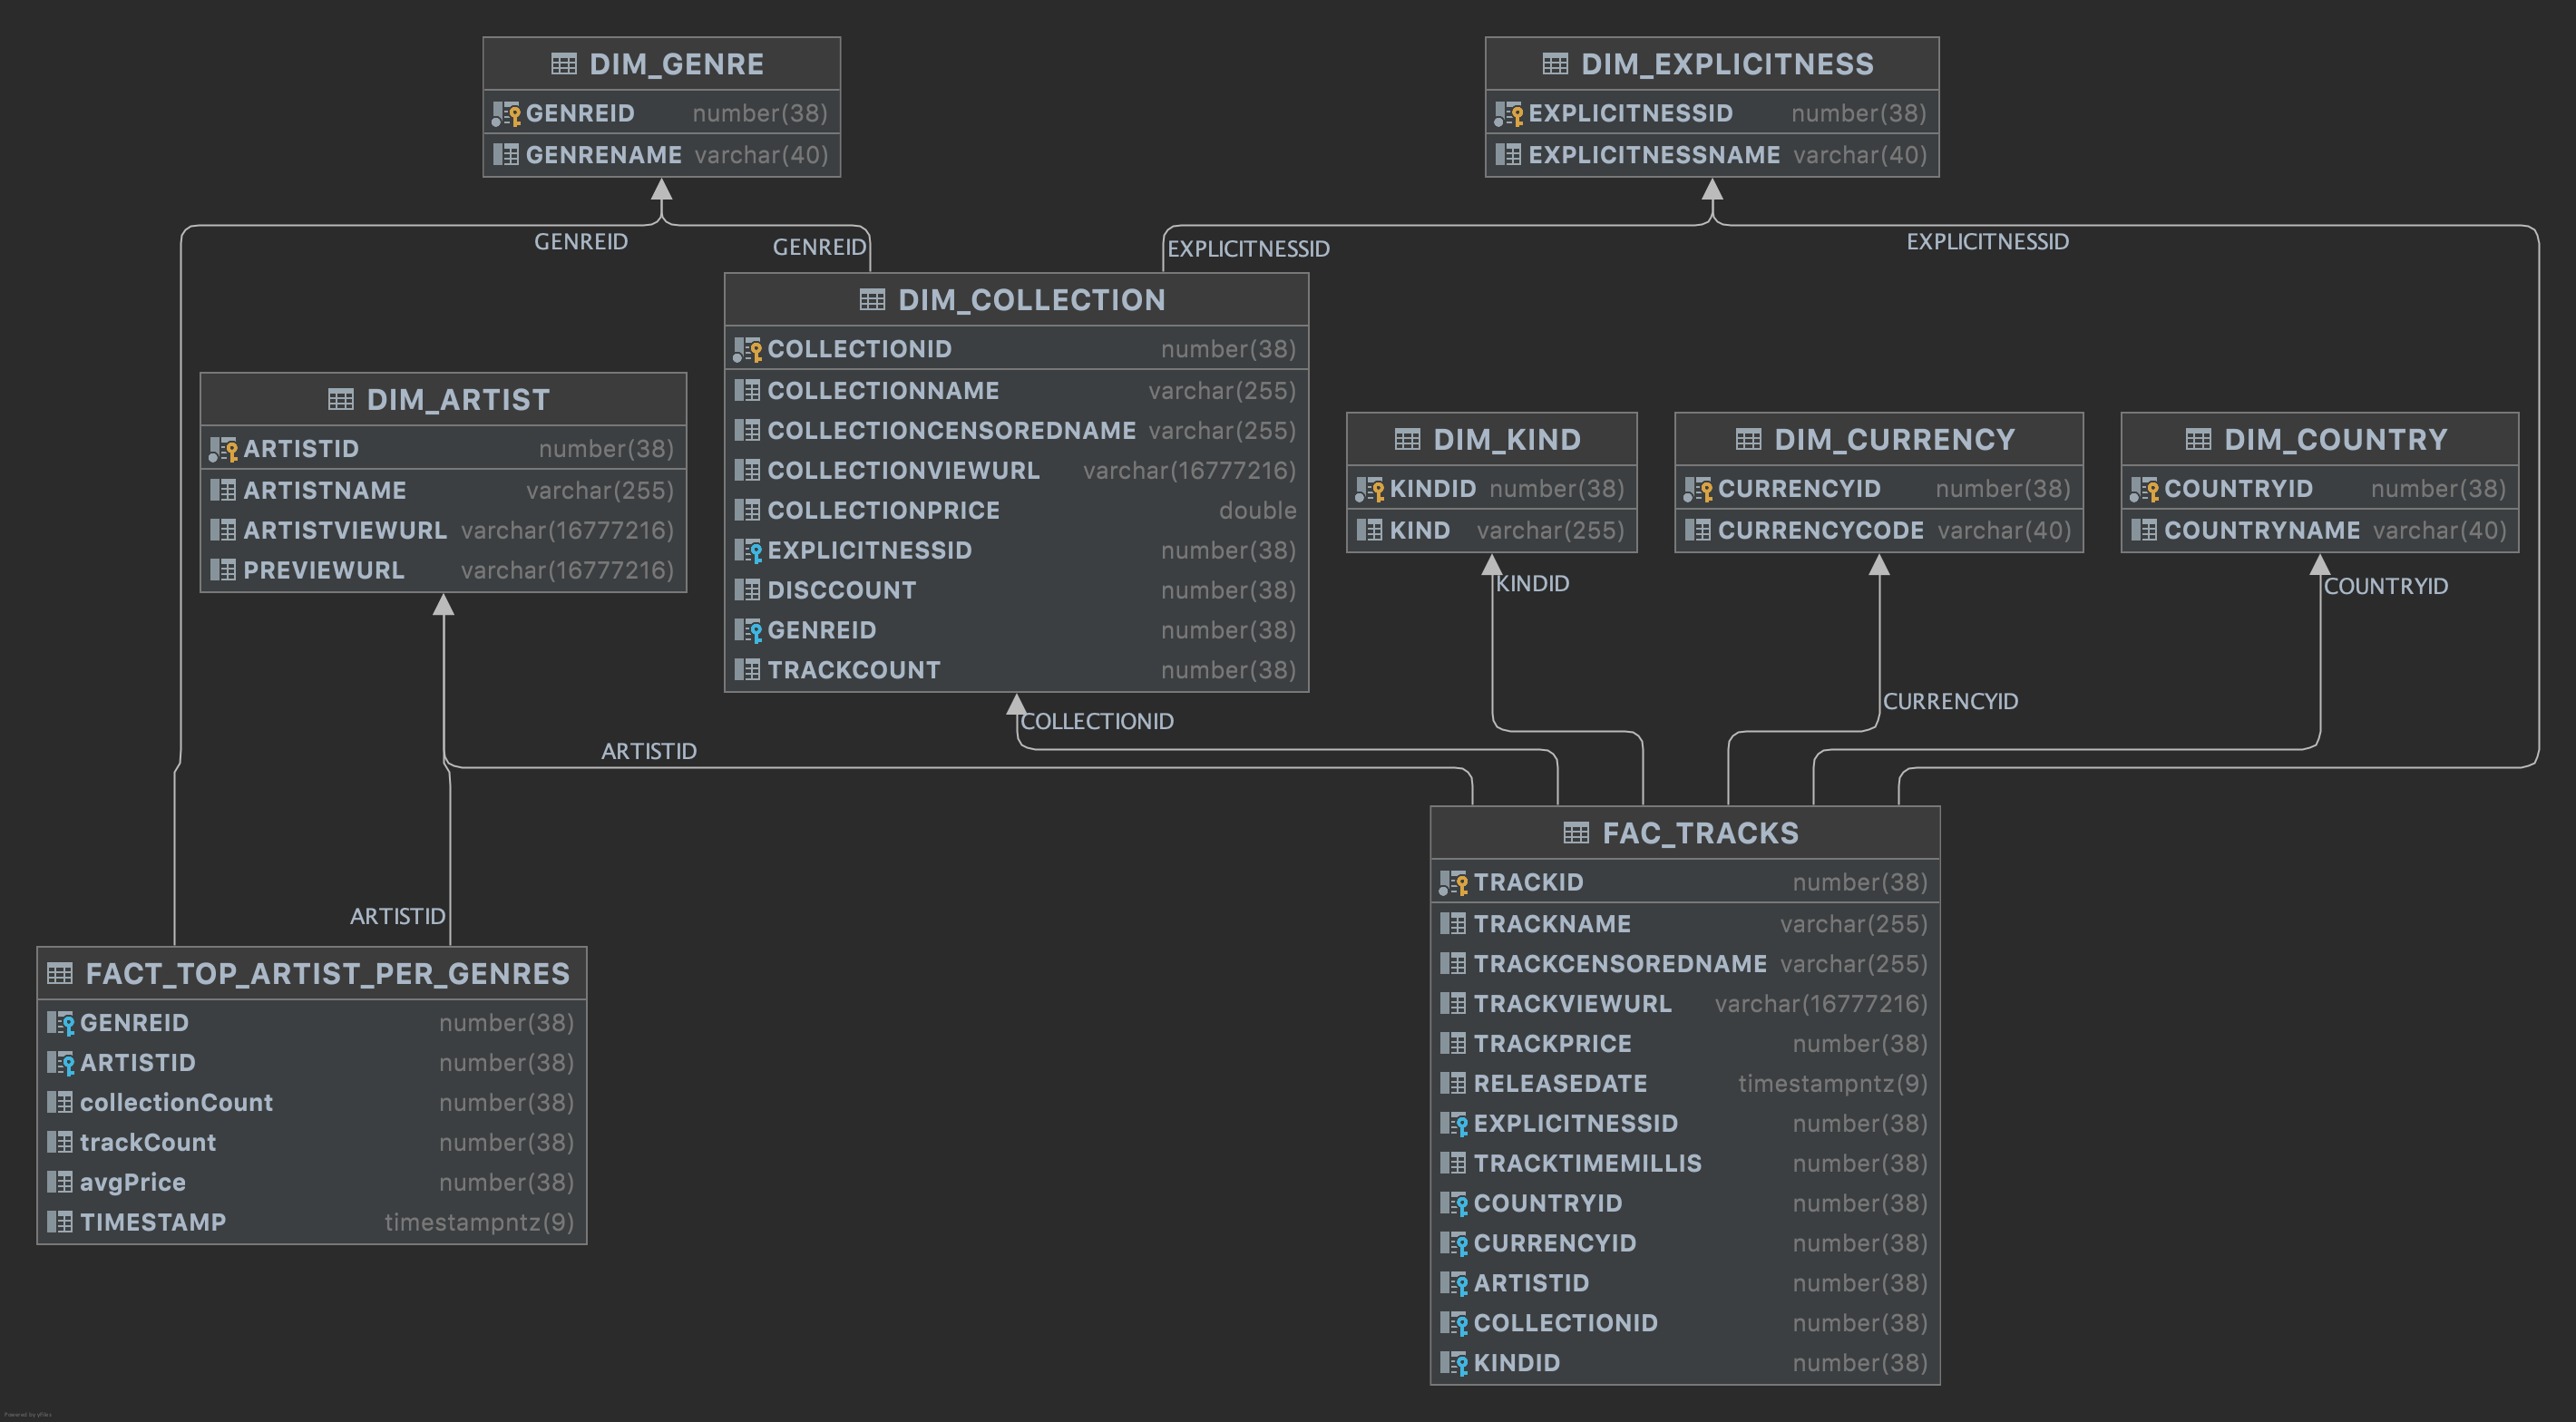 DIM_GENRE
GENREID number(38)
GENRENAME varchar(40)
DIM_EXPLICITNESS
EXPLICITNESSID number(38)
EXPLICITNESSNAME varchar(40)
GENREID
GENREID
EXPLICITNESSID
EXPLICITNESSID
DIM_COLLECTION
COLLECTIONID number(38)
COLLECTIONNAME varchar(255)
COLLECTIONCENSOREDNAME varchar(255)
COLLECTIONVIEWURL varchar(16777216)
COLLECTIONPRICE double
EXPLICITNESSID number(38)
DISCCOUNT number(38)
GENREID number(38)
TRACKCOUNT number(38)
DIM_ARTIST
ARTISTID number(38)
ARTISTNAME varchar(255)
ARTISTVIEWURL varchar(16777216)
PREVIEWURL varchar(16777216)
DIM_KIND
KINDID number(38)
KIND varchar(255)
DIM_CURRENCY
CURRENCYID number(38)
CURRENCYCODE varchar(40)
DIM_COUNTRY
COUNTRYID number(38)
COUNTRYNAME varchar(40)
KINDID
COUNTRYID
CURRENCYID
COLLECTIONID
ARTISTID
ARTISTID
FAC_TRACKS
TRACKID number(38)
TRACKNAME varchar(255)
TRACKCENSOREDNAME varchar(255)
TRACKVIEWURL varchar(16777216)
TRACKPRICE number(38)
RELEASEDATE timestampntz(9)
EXPLICITNESSID number(38)
TRACKTIMEMILLIS number(38)
COUNTRYID number(38)
CURRENCYID number(38)
ARTISTID number(38)
COLLECTIONID number(38)
KINDID number(38)
FACT_TOP_ARTIST_PER_GENRES
GENREID number(38)
ARTISTID number(38)
collectionCount number(38)
trackCount number(38)
avgPrice number(38)
TIMESTAMP timestampntz(9)
Powered by yFiles